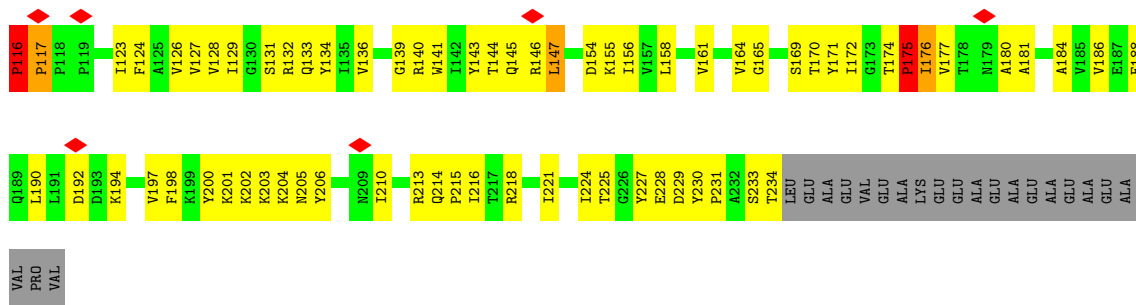 P116 P117 P118 P119 I123 F124 A125 V126 V127 V128 I129 G130 S131 R132 Q133 Y134 I135 V136 G139 R140 W141 I142 Y143 T144 Q145 R146 L147 D154 K155 I156 V157 L158 V161 V164 G165 S169 T170 Y171 I172 G173 T174 P175 I176 V177 T178 N179 A180 A181 A184 V185 V186 E187
Q189 L190 L191 D192 D193 K194 V197 F198 K199 Y200 K201 K202 K203 K204 N205 Y206 N209 I210 R213 Q214 P215 I216 T217 R218 I221 I224 T225 G226 Y227 E228 D229 Y230 P231 A232 S233 T234 LEU GLU ALA GLU VAL GLU ALA LYS GLU GLU ALA GLU ALA GLU ALA GLU ALA GLU ALA
VAL PRO VAL